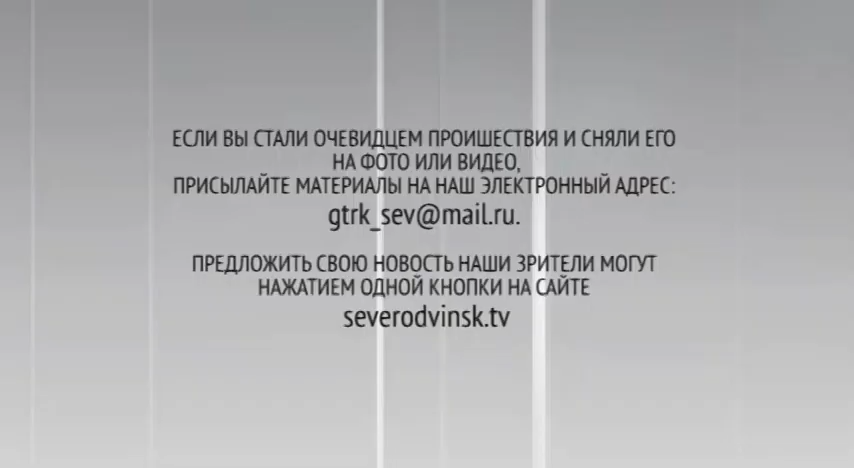 ЕСЛИ ВЫ СТАЛИ ОЧЕВИДЦЕМ ПРОИШЕСТВИЯ И СНЯЛИ ЕГО
НА ФОТО ИЛИ ВИДЕО,
ПРИСЫЛАЙТЕ МАТЕРИАЛЫ НА НАШ ЭЛЕКТРОННЫЙ АДРЕС:
gtrk_sev@mail.ru.
ПРЕДЛОЖИТЬ СВОЮ НОВОСТЬ НАШИ ЗРИТЕЛИ МОГУТ
НАЖАТИЕМ ОДНОЙ КНОПКИ НА САЙТЕ
severodvinsk.tv